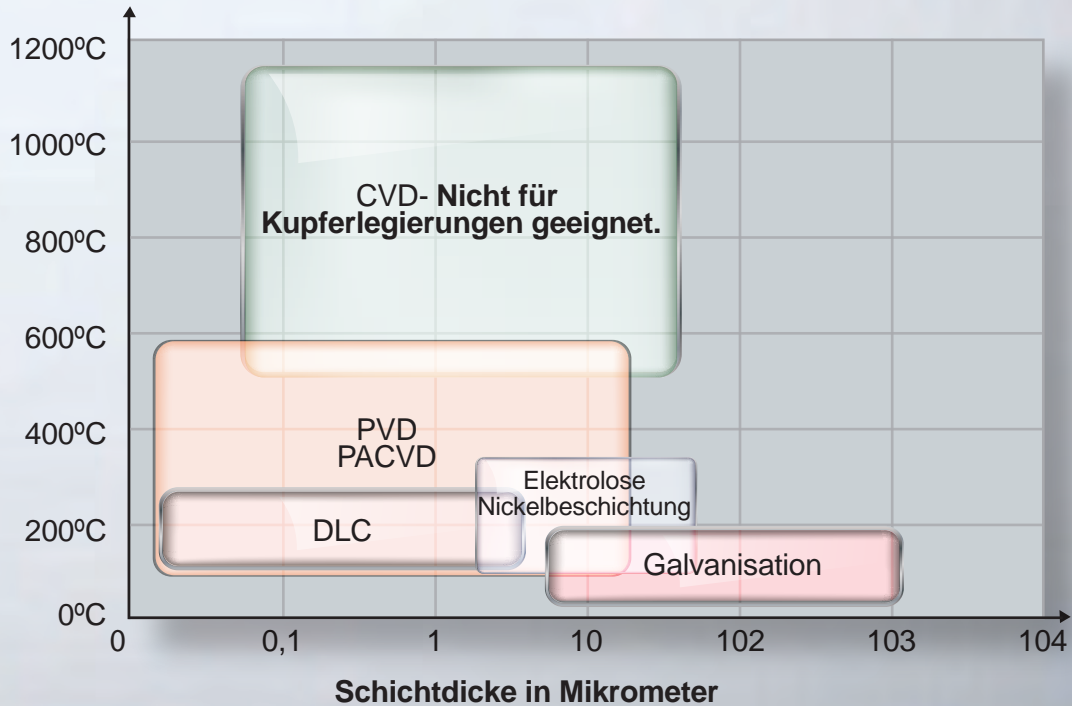 1200ºC
1000ºC
800ºC
600ºC
400ºC
200ºC
0ºC
CVD- Nicht für
Kupferlegierungen geeignet.
PVD
PACVD
Elektrolose
Nickelbeschichtung
DLC
Galvanisation
0 0,1 1 10 102 103 104
Schichtdicke in Mikrometer